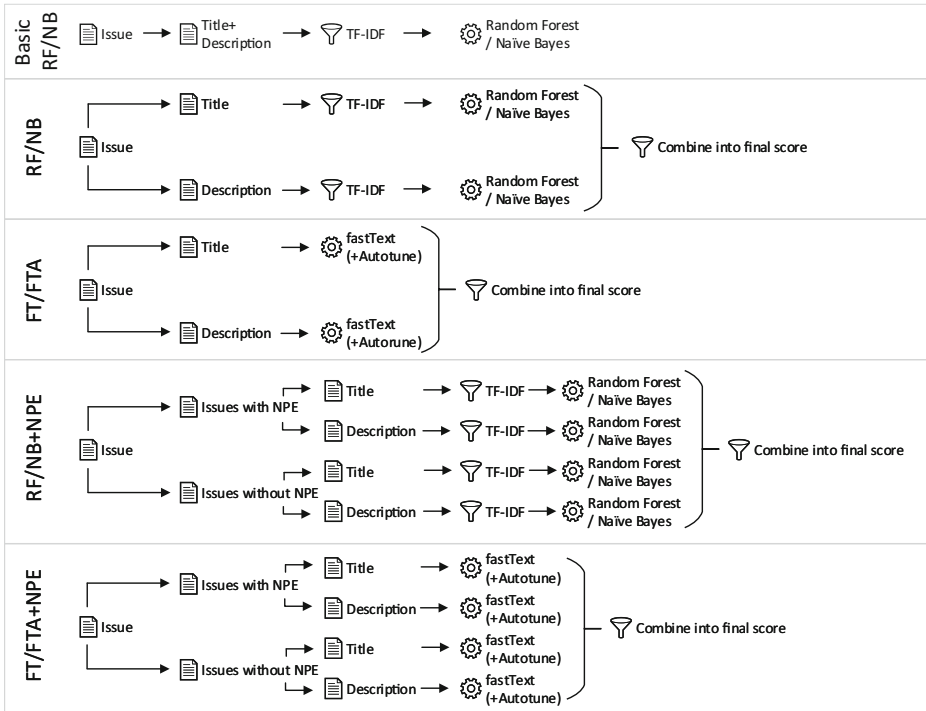 Basic
RF/NB
Issue
Title+
Description
TF-IDF
Random Forest
/ Naïve Bayes
RF/NB
Issue
Title
TF-IDF
Random Forest
/ Naïve Bayes
Description
TF-IDF
Random Forest
/ Naïve Bayes
Combine into final score
FT/FTA
Issue
Title
fastText
(+Autotune)
Description
fastText
(+Autorune)
Combine into final score
RF/NB+NPE
Issue
Issues with NPE
Title
TF-IDF
Random Forest
/ Naïve Bayes
Description
TF-IDF
Random Forest
/ Naïve Bayes
Issues without NPE
Title
TF-IDF
Random Forest
/ Naïve Bayes
Description
TF-IDF
Random Forest
/ Naïve Bayes
Combine into final score
FT/FTA+NPE
Issue
Issues with NPE
Title
fastText
(+Autotune)
Description
fastText
(+Autotune)
Issues without NPE
Title
fastText
(+Autotune)
Description
fastText
(+Autotune)
Combine into final score